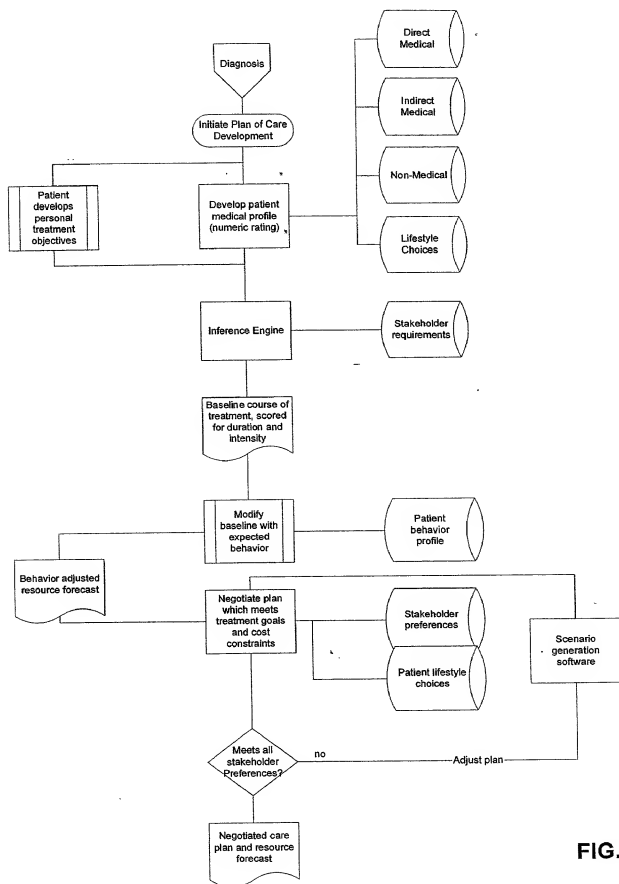 Diagnosis
Initiate Plan of Care
Development
Patient
develops
personal
treatment
objectives
Develop patient
medical profile
(numeric rating)
Direct
Medical
Indirect
Medical
Non-Medical
Lifestyle
Choices
Inference Engine
Stakeholder
requirements
Baseline course of
treatment, scored
for duration and
intensity
Modify
baseline with
expected
behavior
Patient
behavior
profile
Behavior adjusted
resource forecast
Negotiate plan
which meets
treatment goals
and cost
constraints
Stakeholder
preferences
Patient lifestyle
choices
Scenario
generation
software
Meets all
stakeholder
Preferences?
no
Adjust plan
Negotiated care
plan and resource
forecast
FIG.